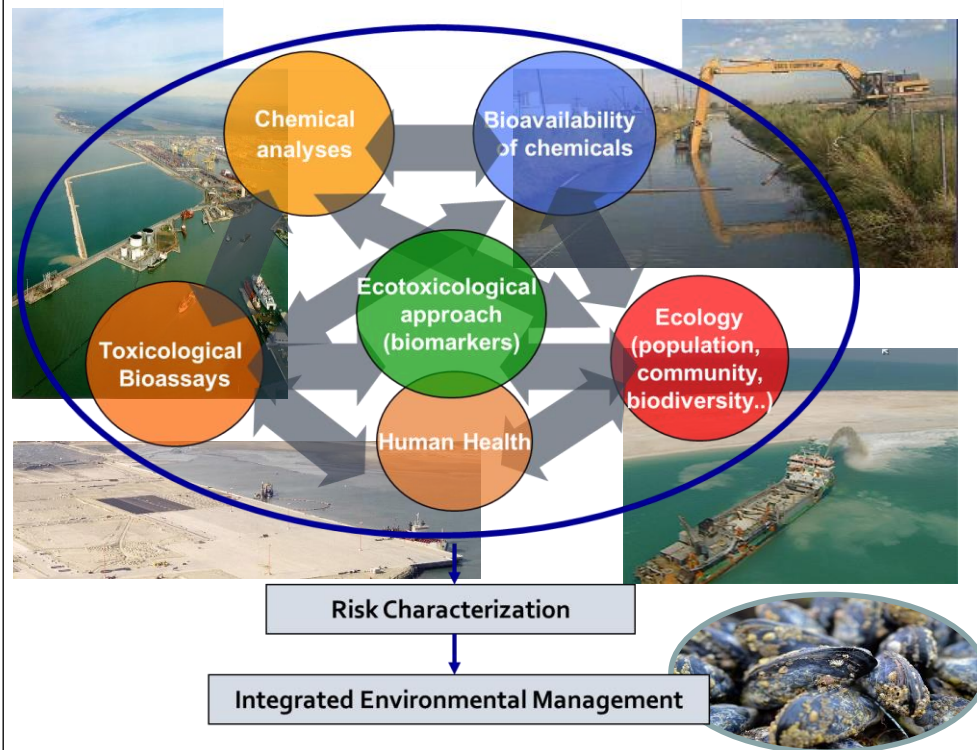 Chemical
analyses
Bioavailability
of chemicals
Ecotoxicological
approach
(biomarkers)
Toxicological
Bioassays
Ecology
(population,
community,
biodiversity..)
Human Health
Risk Characterization
Integrated Environmental Management